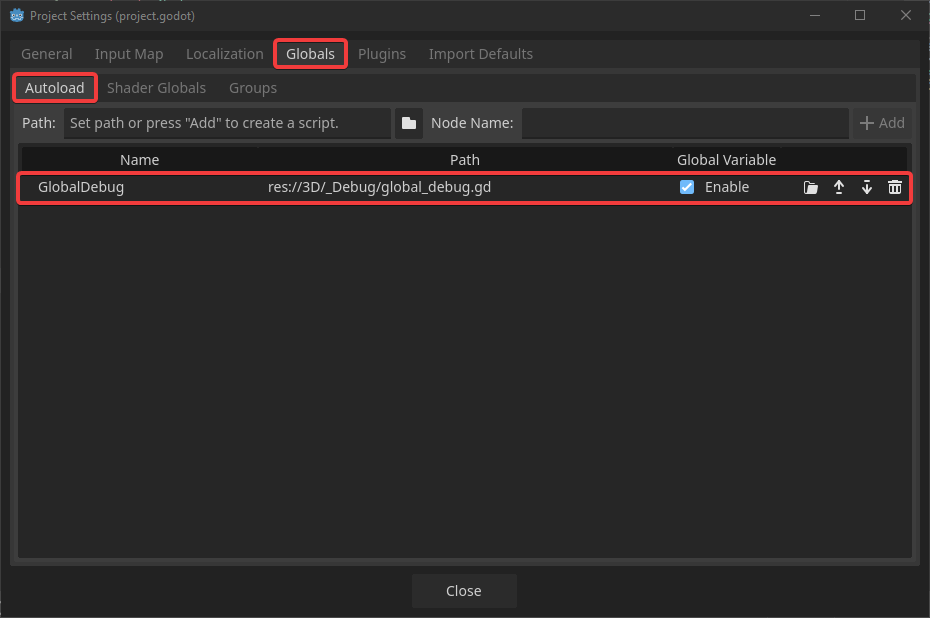 Project Settings (project.godot)
General Input Map Localization Globals Plugins Import Defaults
Autoload Shader Globals Groups
Path: Set path or press "Add" to create a script. Node Name: Add
Name Path Global Variable
GlobalDebug res://3D/_Debug/global_debug.gd Enable
Close